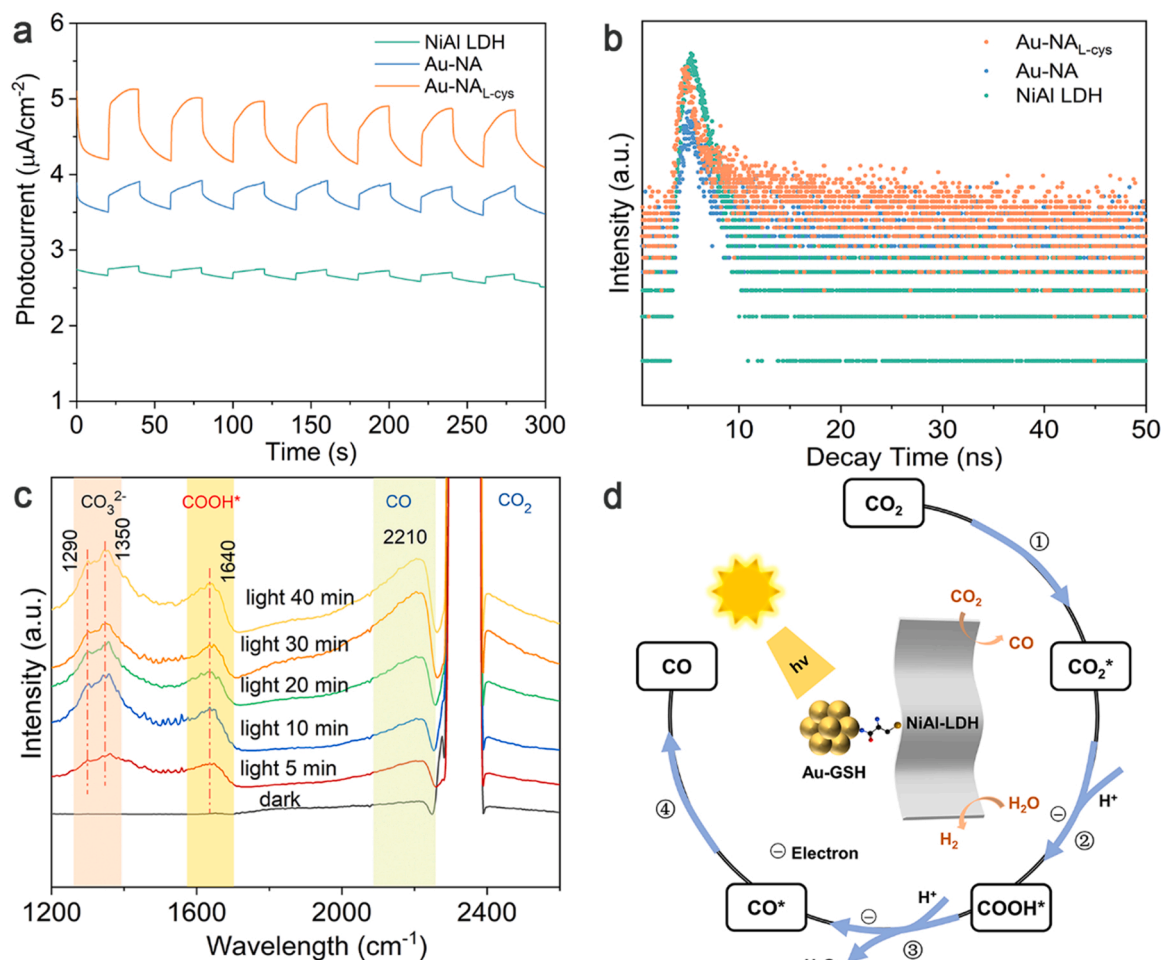 a
6
5
4
3
2
1
Photocurrent (μA/cm⁻²)
NiAl LDH
Au-NA
Au-NA_L-cys
0 50 100 150 200 250 300
Time (s)
b
Intensity (a.u.)
Au-NA_L-cys
Au-NA
NiAl LDH
10 20 30 40 50
Decay Time (ns)
c
CO₃²⁻
COOH*
CO
CO₂
1290
1350
1640
2210
light 40 min
light 30 min
light 20 min
light 10 min
light 5 min
dark
Intensity (a.u.)
1200 1600 2000 2400
Wavelength (cm⁻¹)
d
CO₂
①
CO₂*
H⁺
⊖
②
COOH*
H⁺
⊖
③
CO*
④
CO
hv
Au-GSH
NiAl-LDH
CO₂
CO
H₂O
H₂
⊖ Electron